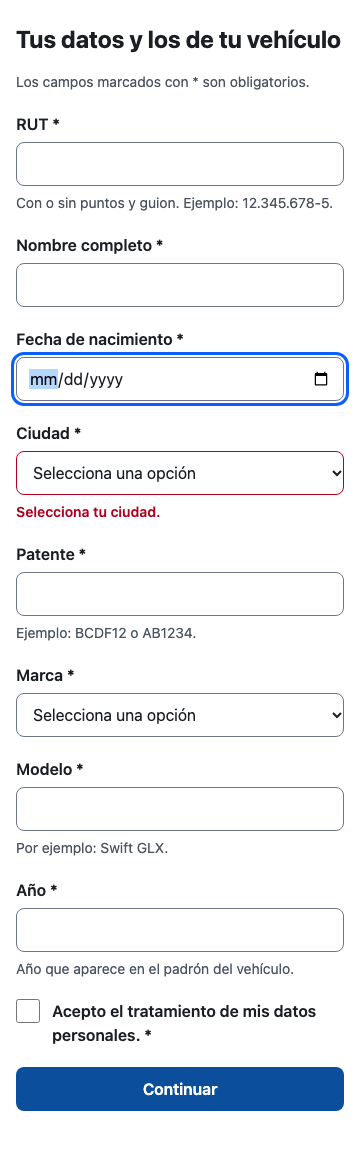 Tus datos y los de tu vehículo
Los campos marcados con * son obligatorios.
RUT *
Con o sin puntos y guion. Ejemplo: 12.345.678-5.
Nombre completo *
Fecha de nacimiento *
mm/dd/yyyy
Ciudad *
Selecciona una opción
Selecciona tu ciudad.
Patente *
Ejemplo: BCDF12 o AB1234.
Marca *
Selecciona una opción
Modelo *
Por ejemplo: Swift GLX.
Año *
Año que aparece en el padrón del vehículo.
Acepto el tratamiento de mis datos
personales. *
Continuar